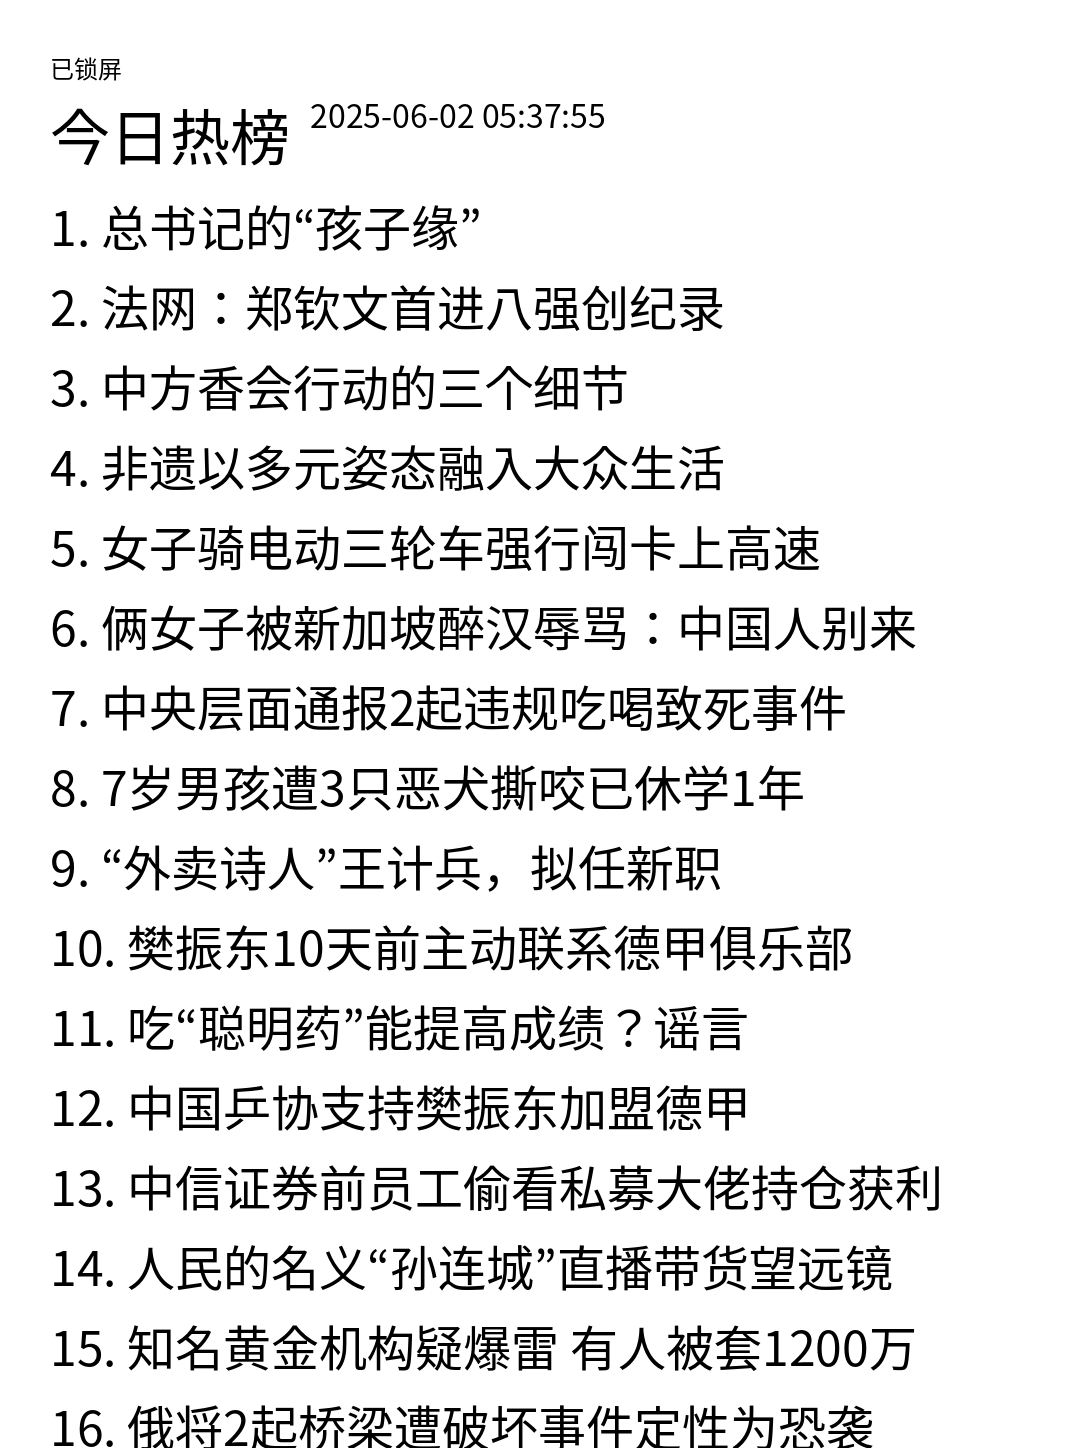 已锁屏
今日热榜 2025-06-02 05:37:55
1. 总书记的“孩子缘”
2. 法网：郑钦文首进八强创纪录
3. 中方香会行动的三个细节
4. 非遗以多元姿态融入大众生活
5. 女子骑电动三轮车强行闯卡上高速
6. 俩女子被新加坡醉汉辱骂：中国人别来
7. 中央层面通报2起违规吃喝致死事件
8. 7岁男孩遭3只恶犬撕咬已休学1年
9. “外卖诗人”王计兵，拟任新职
10. 樊振东10天前主动联系德甲俱乐部
11. 吃“聪明药”能提高成绩？谣言
12. 中国乒协支持樊振东加盟德甲
13. 中信证券前员工偷看私募大佬持仓获利
14. 人民的名义“孙连城”直播带货望远镜
15. 知名黄金机构疑爆雷 有人被套1200万
16. 俄将2起桥梁遭破坏事件定性为恐袭